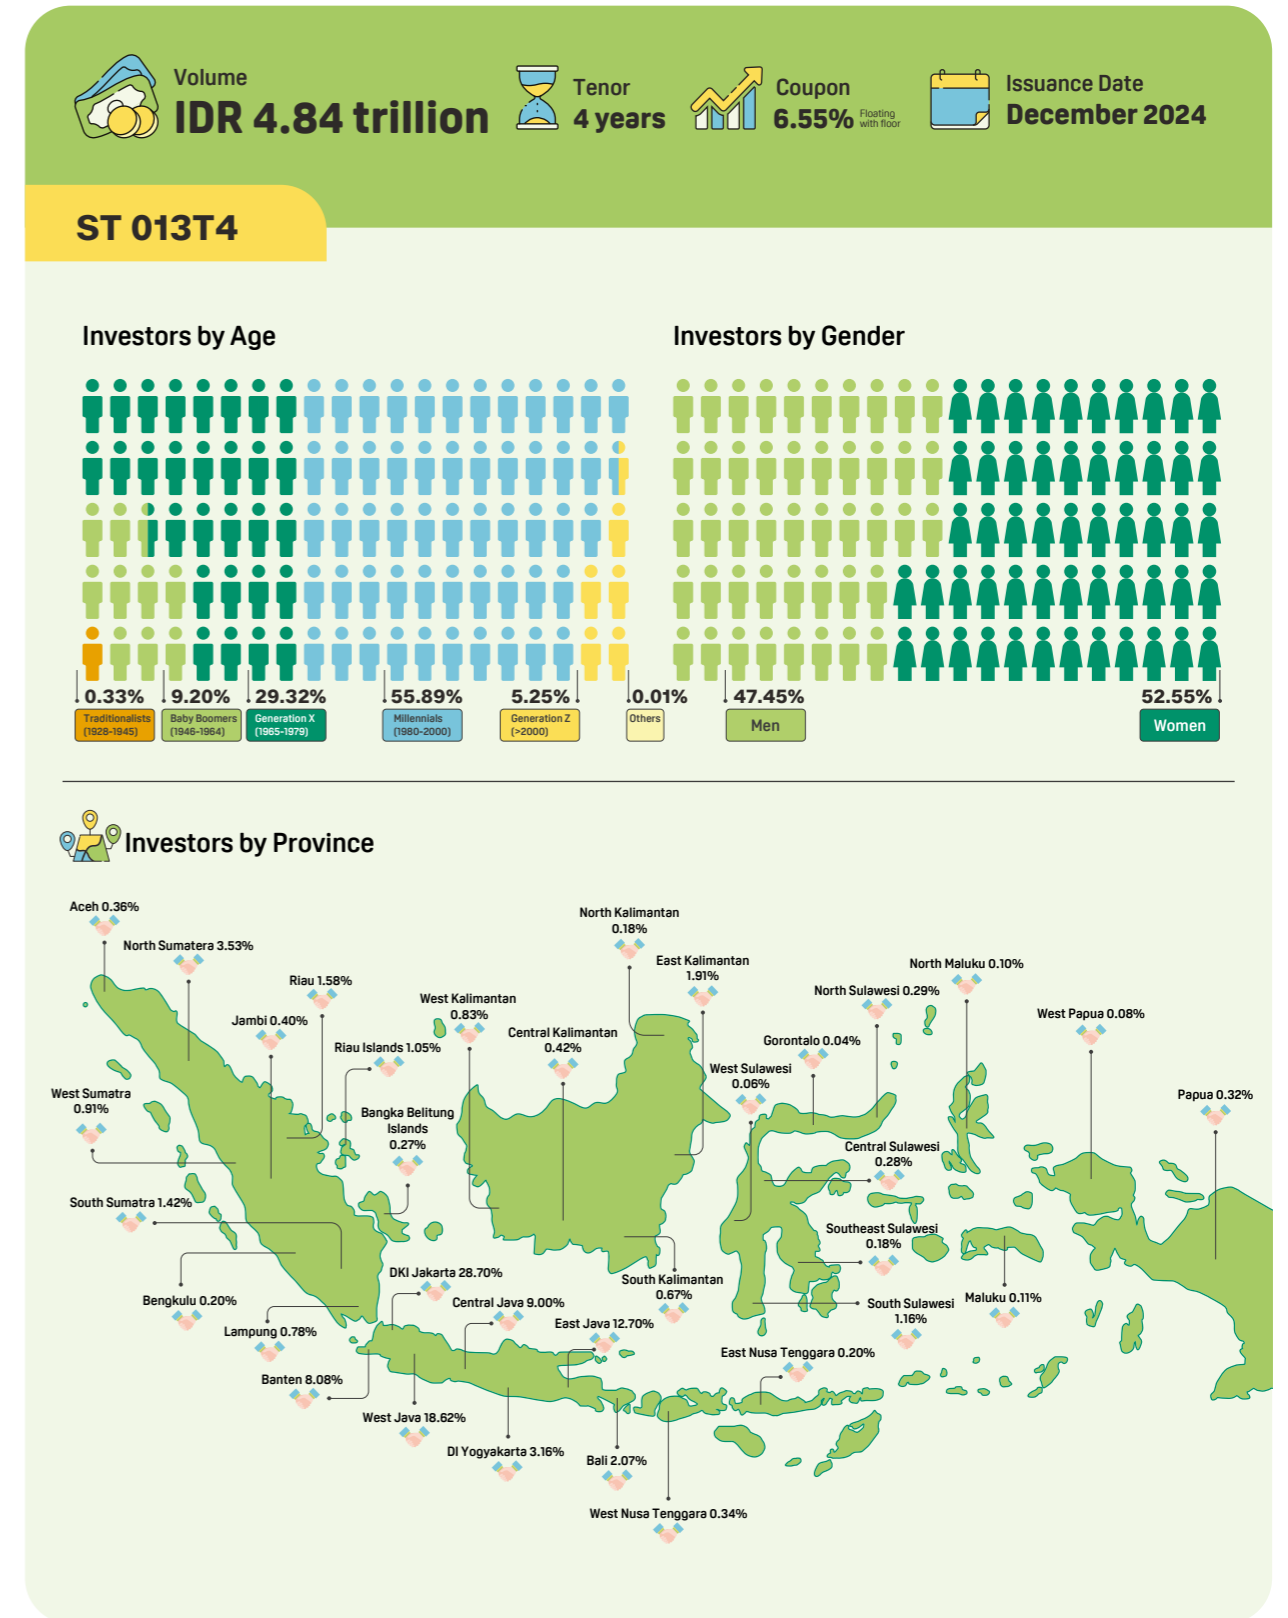 Volume
IDR 4.84 trillion
Tenor
4 years
Coupon
6.55%
Floating
with floor
Issuance Date
December 2024
ST 013T4
Investors by Age
0.33%
Traditionalists
(1928-1945)
9.20%
Baby Boomers
(1946-1964)
29.32%
Generation X
(1965-1979)
55.89%
Millennials
(1980-2000)
5.25%
Generation Z
(>2000)
0.01%
Others
Investors by Gender
47.45%
Men
52.55%
Women
Investors by Province
Aceh 0.36%
North Sumatera 3.53%
Riau 1.58%
Jambi 0.40%
Riau Islands 1.05%
West Sumatra
0.91%
Bangka Belitung
Islands
0.27%
South Sumatra 1.42%
Bengkulu 0.20%
Lampung 0.78%
North Kalimantan
0.18%
East Kalimantan
1.91%
West Kalimantan
0.83%
Central Kalimantan
0.42%
South Kalimantan
0.67%
North Maluku 0.10%
North Sulawesi 0.29%
West Papua 0.08%
Gorontalo 0.04%
West Sulawesi
0.06%
Papua 0.32%
Central Sulawesi
0.28%
Southeast Sulawesi
0.18%
South Sulawesi
1.16%
Maluku 0.11%
DKI Jakarta 28.70%
Central Java 9.00%
East Java 12.70%
East Nusa Tenggara 0.20%
Banten 8.08%
West Java 18.62%
DI Yogyakarta 3.16%
Bali 2.07%
West Nusa Tenggara 0.34%